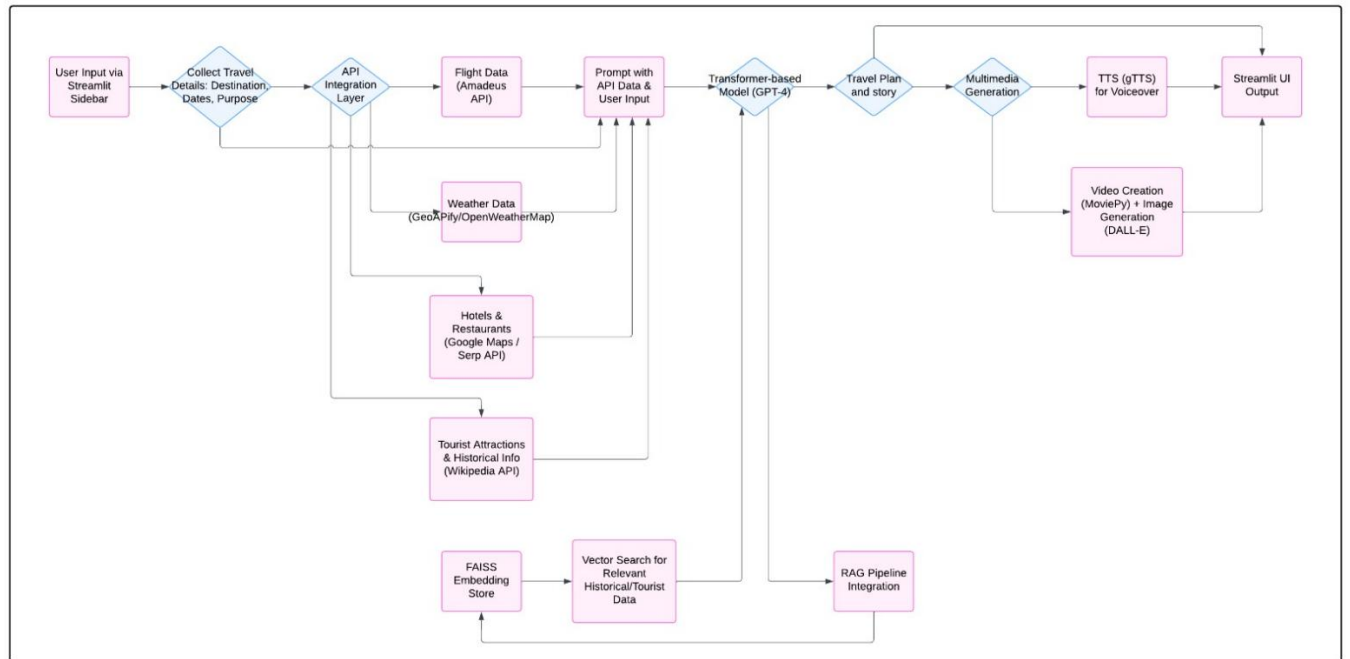 User Input via
Streamlit
Sidebar
Collect Travel
Details: Destination,
Dates, Purpose
API
Integration
Layer
Flight Data
(Amadeus
API)
Prompt with
API Data &
User Input
Transformer-based
Model (GPT-4)
Travel Plan
and story
Multimedia
Generation
TTS (gTTS)
for Voiceover
Streamlit UI
Output
Weather Data
(GeoAPify/OpenWeatherMap)
Video Creation
(MoviePy) + Image
Generation
(DALL-E)
Hotels &
Restaurants
(Google Maps /
Serp API)
Tourist Attractions
& Historical Info
(Wikipedia API)
FAISS
Embedding
Store
Vector Search for
Relevant
Historical/Tourist
Data
RAG Pipeline
Integration